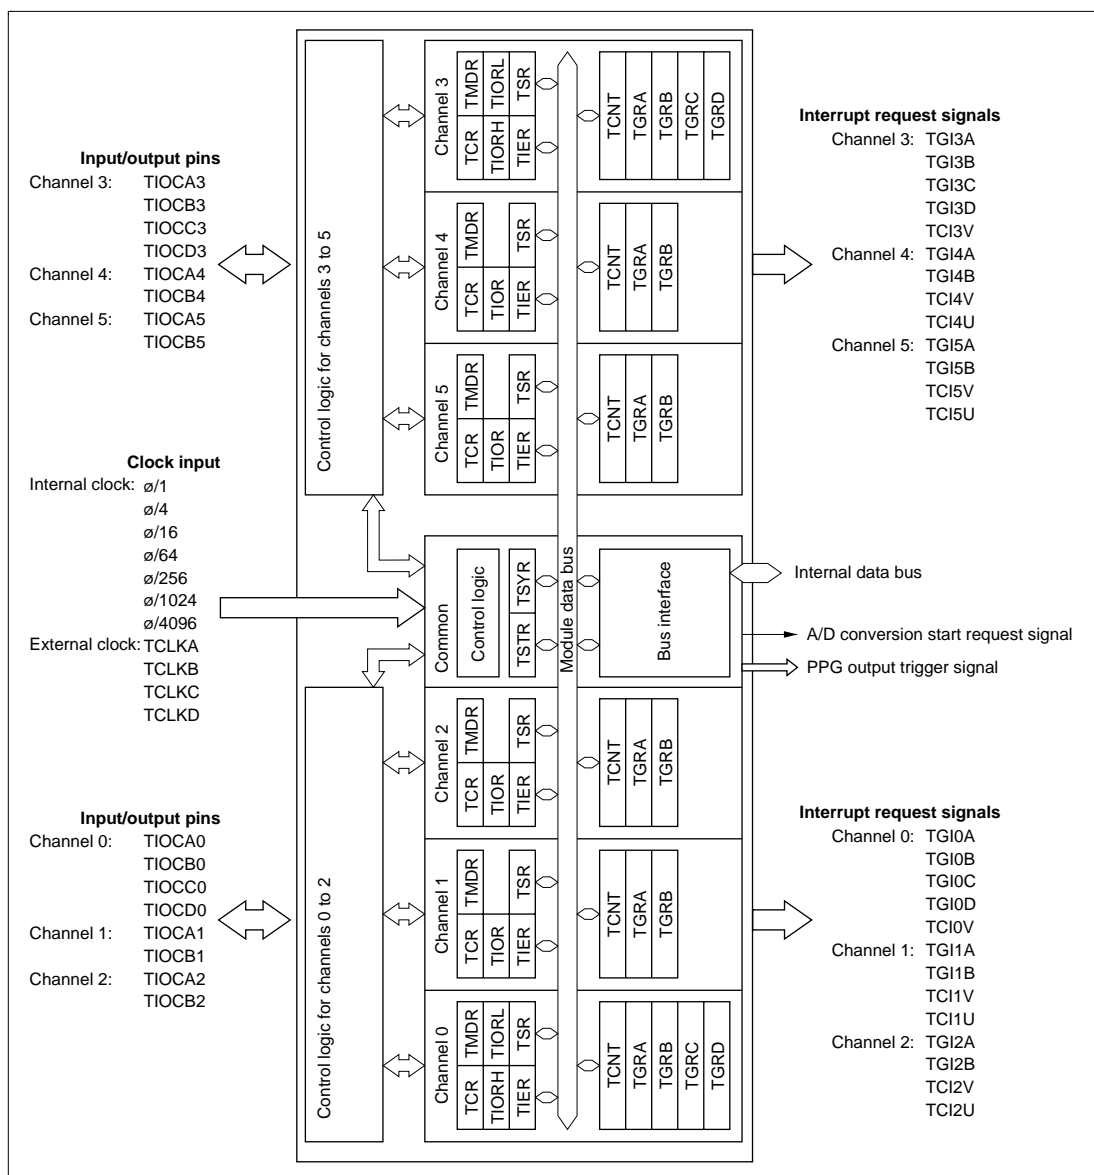 Input/output pins
Channel 3: TIOCA3
TIOCB3
TIOCC3
TIOCD3
Channel 4: TIOCA4
TIOCB4
Channel 5: TIOCA5
TIOCB5
Clock input
Internal clock: ø/1
ø/4
ø/16
ø/64
ø/256
ø/1024
ø/4096
External clock: TCLKA
TCLKB
TCLKC
TCLKD
Input/output pins
Channel 0: TIOCA0
TIOCB0
TIOCC0
TIOCD0
Channel 1: TIOCA1
TIOCB1
Channel 2: TIOCA2
TIOCB2
Control logic for channels 3 to 5
Control logic for channels 0 to 2
Channel 3
TCR TMDR
TIORH TIORL
TIER TSR
TCNT
TGRA
TGRB
TGRC
TGRD
Channel 4
TCR TMDR
TIOR
TIER TSR
TCNT
TGRA
TGRB
Channel 5
TCR TMDR
TIOR
TIER TSR
TCNT
TGRA
TGRB
Common
Control logic
TSTR TSYR
Module data bus
Bus interface
Channel 2
TCR TMDR
TIOR
TIER TSR
TCNT
TGRA
TGRB
Channel 1
TCR TMDR
TIOR
TIER TSR
TCNT
TGRA
TGRB
Channel 0
TCR TMDR
TIORH TIORL
TIER TSR
TCNT
TGRA
TGRB
TGRC
TGRD
Interrupt request signals
Channel 3: TGI3A
TGI3B
TGI3C
TGI3D
TCI3V
Channel 4: TGI4A
TGI4B
TCI4V
TCI4U
Channel 5: TGI5A
TGI5B
TCI5V
TCI5U
Internal data bus
A/D conversion start request signal
PPG output trigger signal
Interrupt request signals
Channel 0: TGI0A
TGI0B
TGI0C
TGI0D
TCI0V
Channel 1: TGI1A
TGI1B
TCI1V
TCI1U
Channel 2: TGI2A
TGI2B
TCI2V
TCI2U